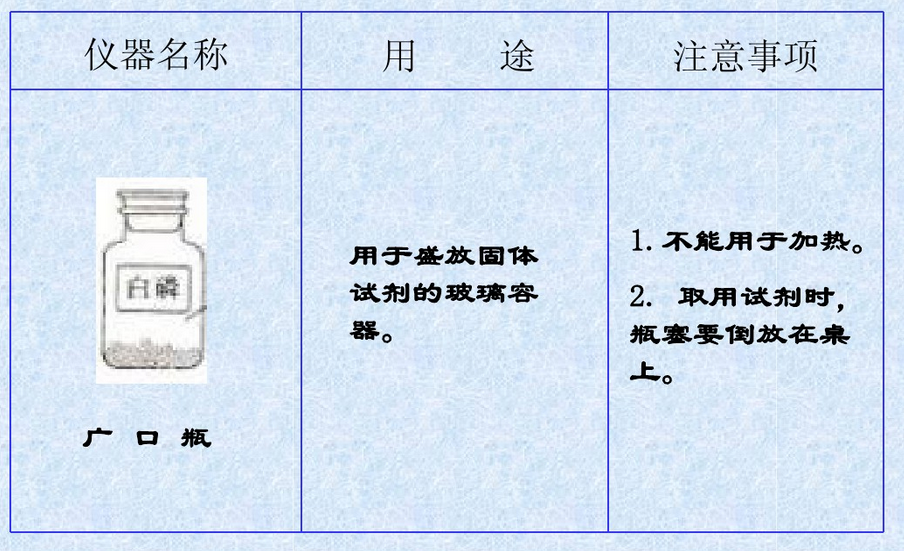 仪器名称
用 途
注意事项
白磷
广 口 瓶
用于盛放固体
试剂的玻璃容
器。
1. 不能用于加热。
2. 取用试剂时，
瓶塞要倒放在桌
上。